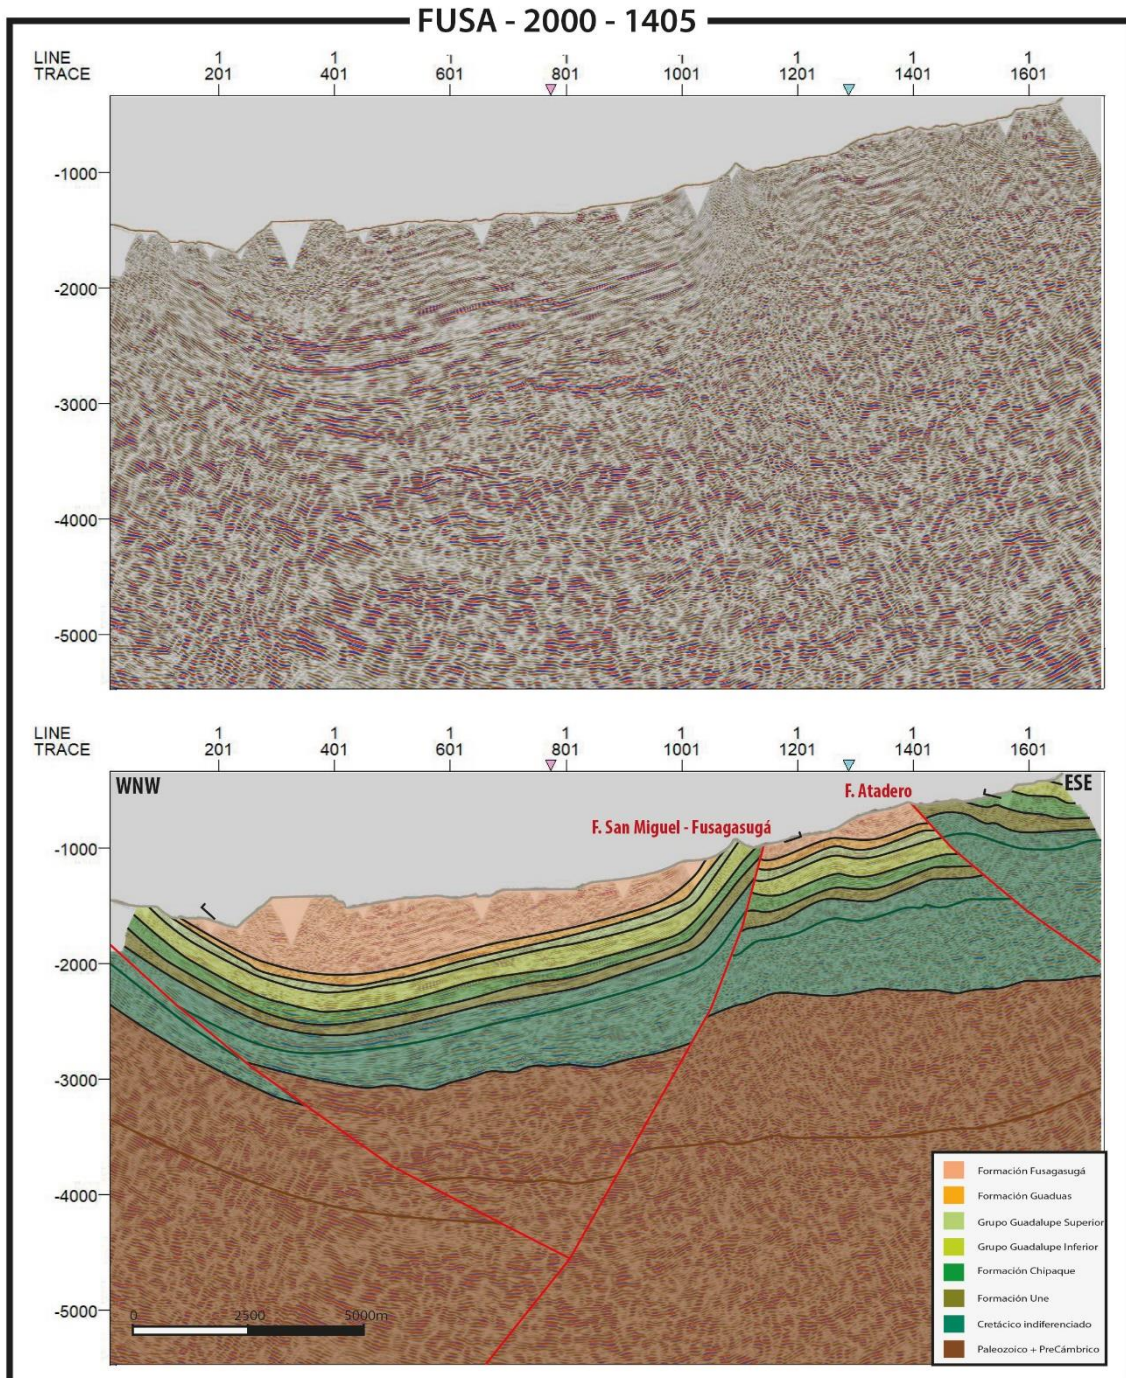 FUSA - 2000 - 1405
LINE 1 1 1 1 1 1 1 1
TRACE 201 401 601 801 1001 1201 1401 1601
-1000
-2000
-3000
-4000
-5000
LINE 1 1 1 1 1 1 1 1
TRACE 201 401 601 801 1001 1201 1401 1601
WNW
ESE
F. Atadero
F. San Miguel - Fusagasugá
-1000
-2000
-3000
-4000
-5000
Formación Fusagasugá
Formación Guaduas
Grupo Guadalupe Superior
Grupo Guadalupe Inferior
Formación Chipaque
Formación Une
Cretácico indiferenciado
Paleozoico + PreCámbrico
0 2500 5000m